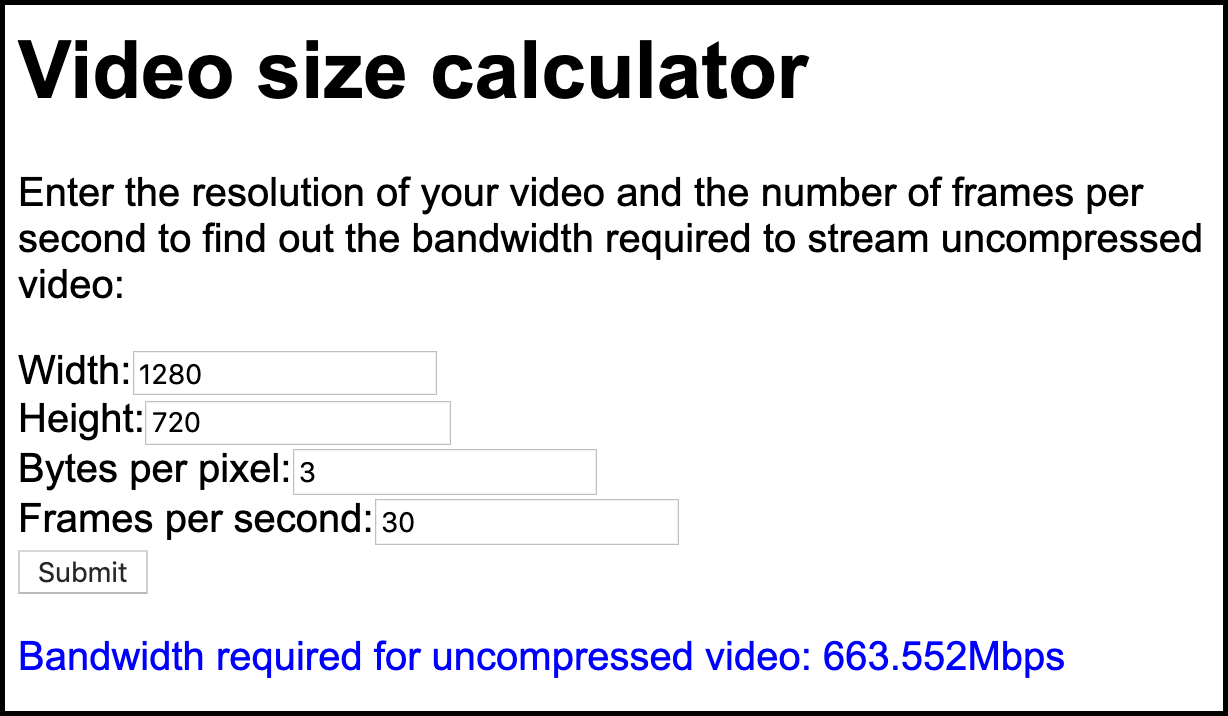 Video size calculator
Enter the resolution of your video and the number of frames per
second to find out the bandwidth required to stream uncompressed
video:
Width: 1280
Height: 720
Bytes per pixel: 3
Frames per second: 30
Submit
Bandwidth required for uncompressed video: 663.552Mbps